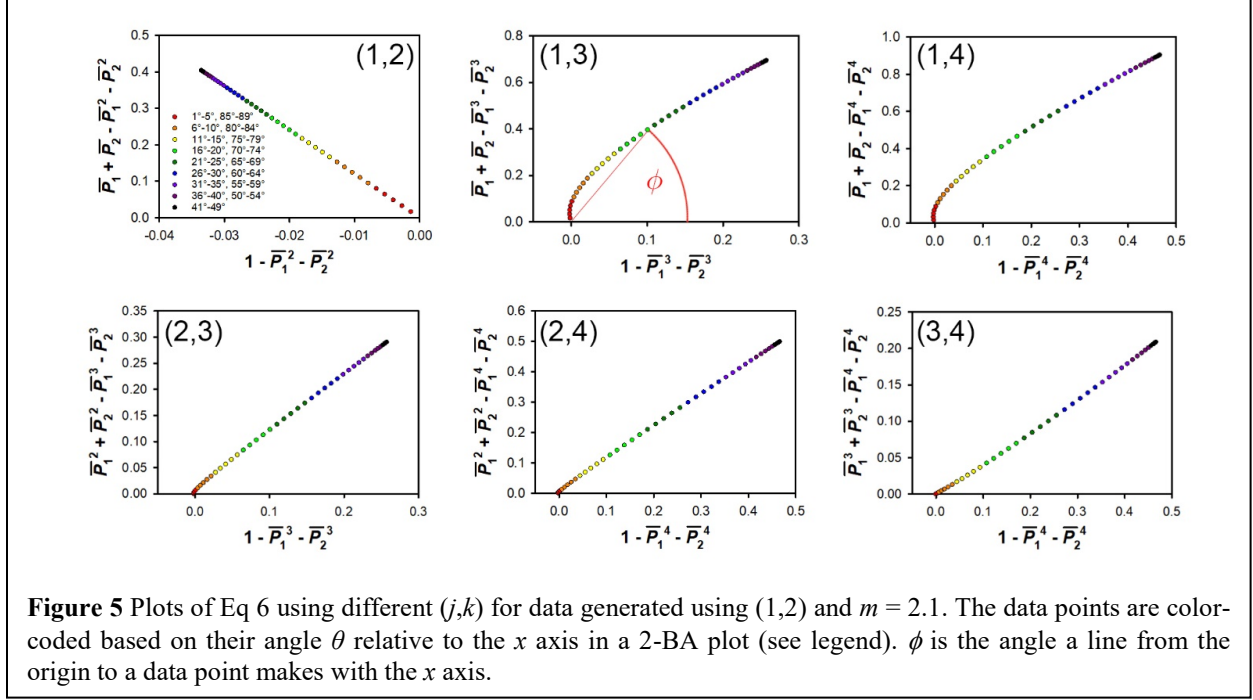 (1,2)
P̅₁ + P̅₂ - P̅₁² - P̅₂²
0.5
0.4
0.3
0.2
0.1
0.0
1°-5°, 85°-89°
6°-10°, 80°-84°
11°-15°, 75°-79°
16°-20°, 70°-74°
21°-25°, 65°-69°
26°-30°, 60°-64°
31°-35°, 55°-59°
36°-40°, 50°-54°
41°-49°
-0.04 -0.03 -0.02 -0.01 0.00
1 - P̅₁² - P̅₂²
(1,3)
P̅₁ + P̅₂ - P̅₁³ - P̅₂³
0.8
0.6
0.4
0.2
0.0
ϕ
0.0 0.1 0.2 0.3
1 - P̅₁³ - P̅₂³
(1,4)
P̅₁ + P̅₂ - P̅₁⁴ - P̅₂⁴
1.0
0.8
0.6
0.4
0.2
0.0
0.0 0.1 0.2 0.3 0.4 0.5
1 - P̅₁⁴ - P̅₂⁴
(2,3)
P̅₁² + P̅₂² - P̅₁³ - P̅₂³
0.35
0.30
0.25
0.20
0.15
0.10
0.05
0.00
0.0 0.1 0.2 0.3
1 - P̅₁³ - P̅₂³
(2,4)
P̅₁² + P̅₂² - P̅₁⁴ - P̅₂⁴
0.6
0.5
0.4
0.3
0.2
0.1
0.0
0.0 0.1 0.2 0.3 0.4 0.5
1 - P̅₁⁴ - P̅₂⁴
(3,4)
P̅₁³ + P̅₂³ - P̅₁⁴ - P̅₂⁴
0.25
0.20
0.15
0.10
0.05
0.00
0.0 0.1 0.2 0.3 0.4 0.5
1 - P̅₁⁴ - P̅₂⁴
Figure 5 Plots of Eq 6 using different (j,k) for data generated using (1,2) and m = 2.1. The data points are color-
coded based on their angle θ relative to the x axis in a 2-BA plot (see legend). ϕ is the angle a line from the
origin to a data point makes with the x axis.